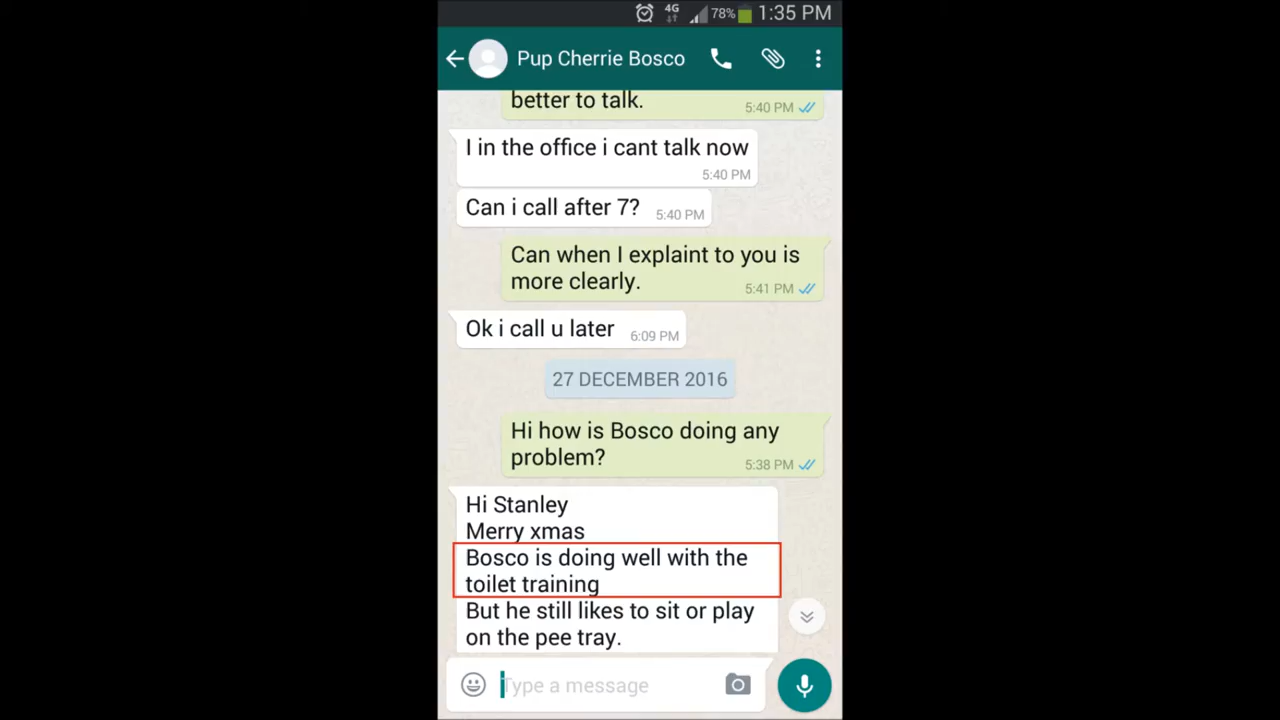 4G 78% 1:35 PM
Pup Cherrie Bosco
better to talk.
5:40 PM
I in the office i cant talk now
5:40 PM
Can i call after 7? 5:40 PM
Can when I explaint to you is
more clearly.
5:41 PM
Ok i call u later 6:09 PM
27 DECEMBER 2016
Hi how is Bosco doing any
problem?
5:38 PM
Hi Stanley
Merry xmas
Bosco is doing well with the
toilet training
But he still likes to sit or play
on the pee tray.
Type a message